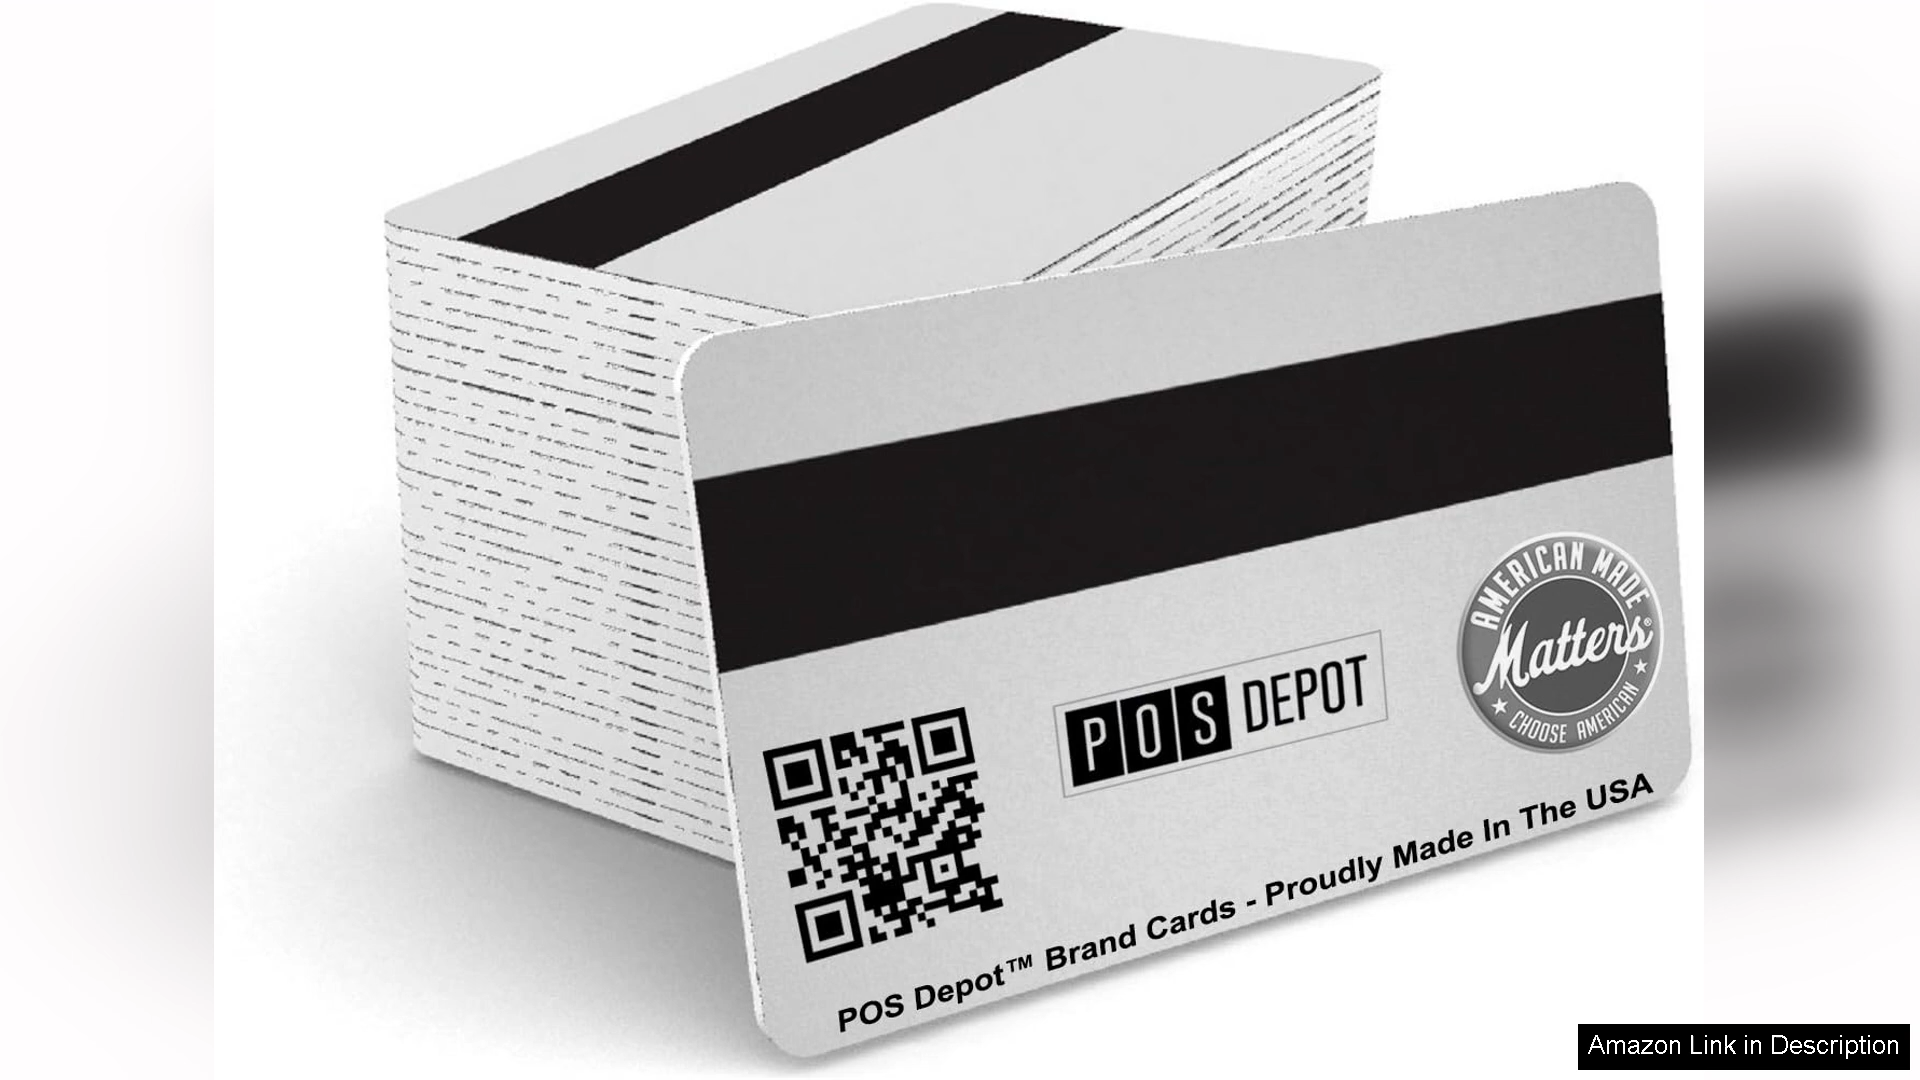 POS DEPOT
AMERICAN MADE
Matters®
CHOOSE AMERICAN
POS Depot™ Brand Cards - Proudly Made In The USA
Amazon Link in Description